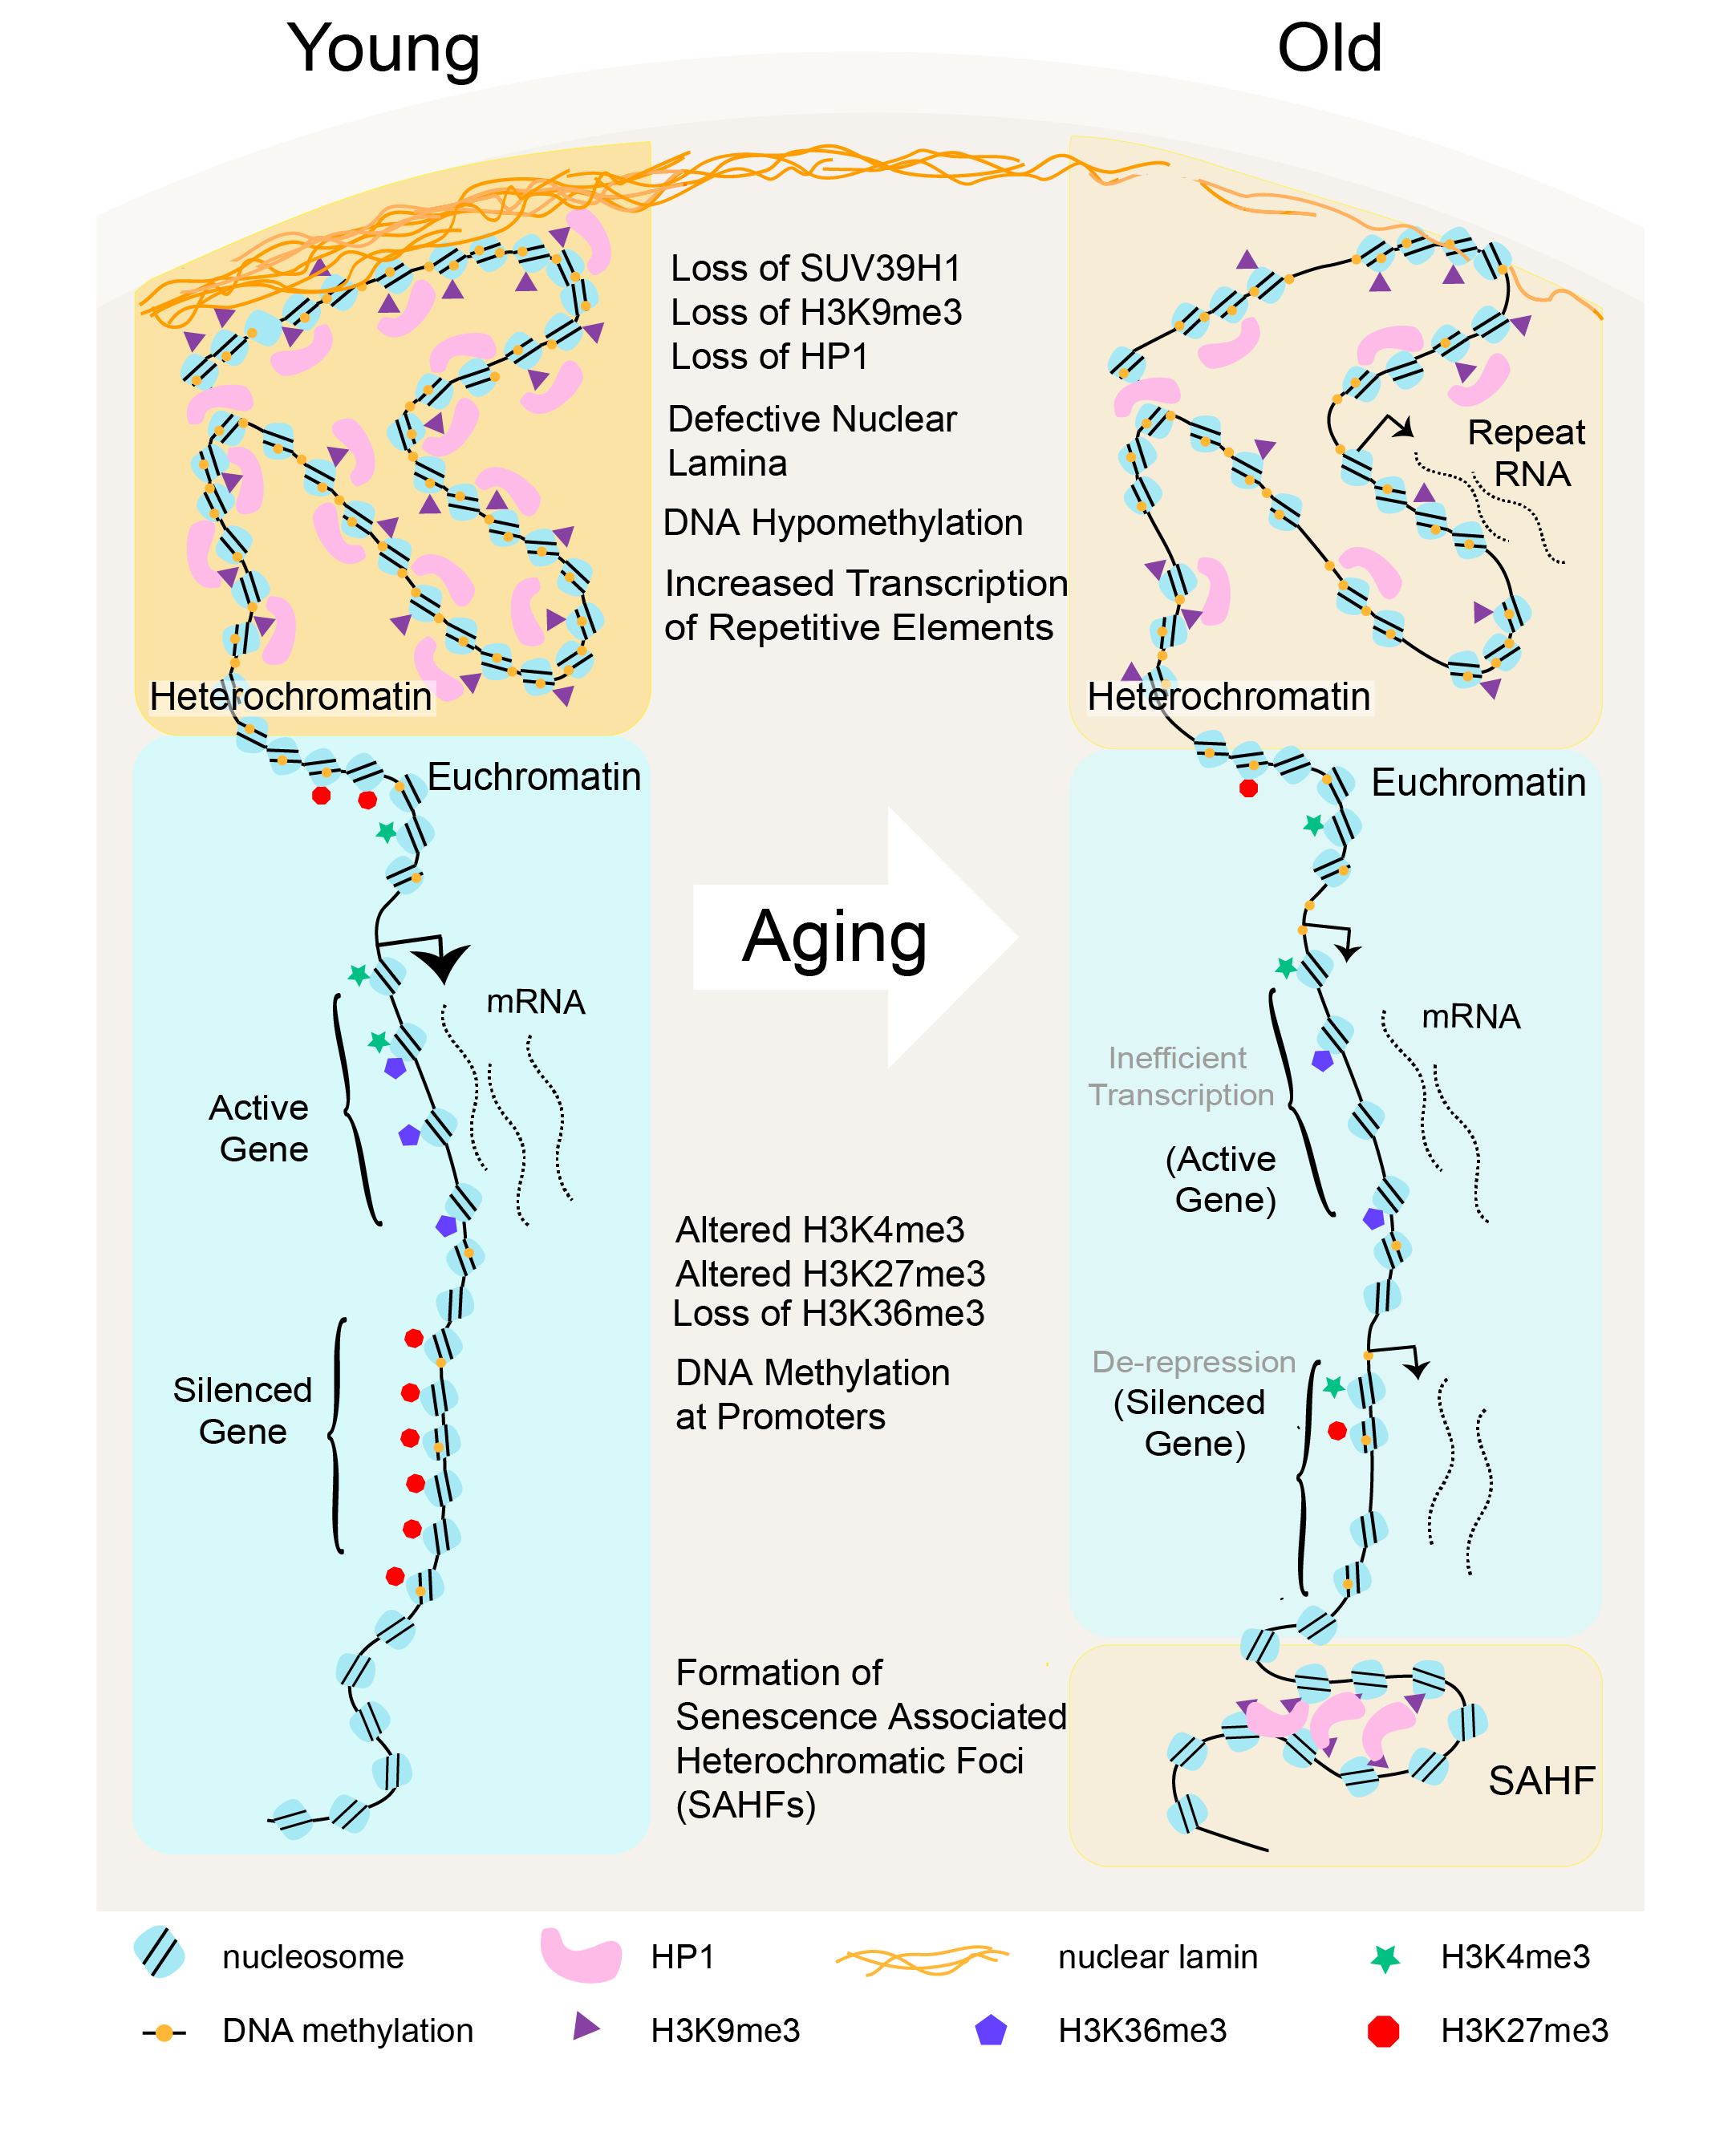 Young
Old
Loss of SUV39H1
Loss of H3K9me3
Loss of HP1
Defective Nuclear
Lamina
DNA Hypomethylation
Increased Transcription
of Repetitive Elements
Repeat
RNA
Heterochromatin
Heterochromatin
Euchromatin
Euchromatin
Aging
mRNA
Active
Gene
mRNA
Inefficient
Transcription
(Active
Gene)
Altered H3K4me3
Altered H3K27me3
Loss of H3K36me3
DNA Methylation
at Promoters
Silenced
Gene
De-repression
(Silenced
Gene)
Formation of
Senescence Associated
Heterochromatic Foci
(SAHFs)
SAHF
nucleosome
HP1
nuclear lamin
H3K4me3
DNA methylation
H3K9me3
H3K36me3
H3K27me3